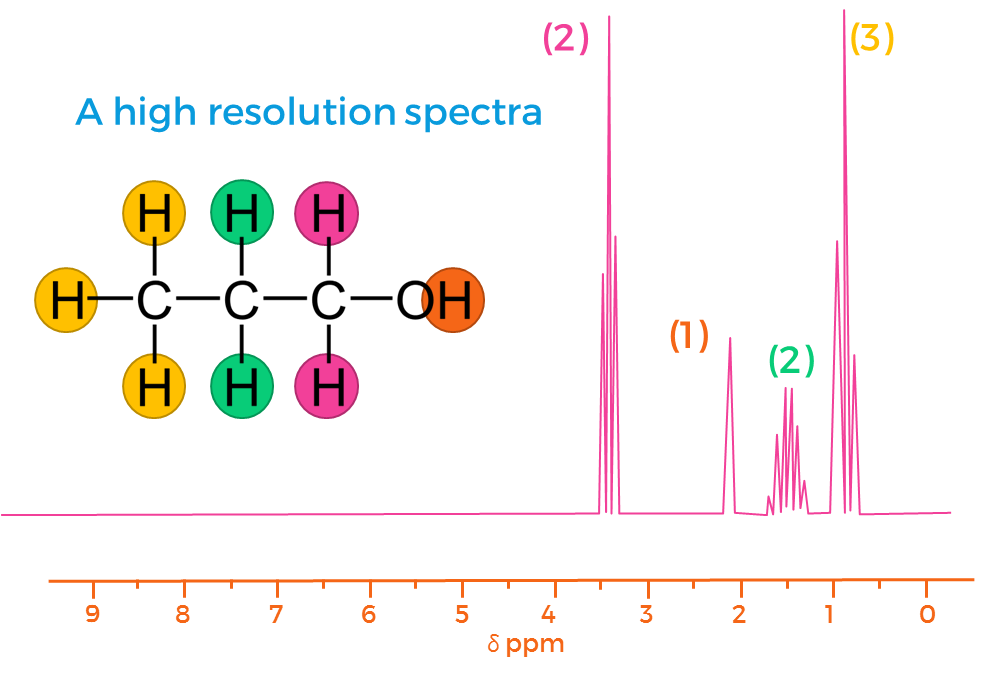 (2) (3)
A high resolution spectra
H H H
H C C C OH
H H H
(1) (2)
9 8 7 6 5 4 3 2 1 0
δ ppm